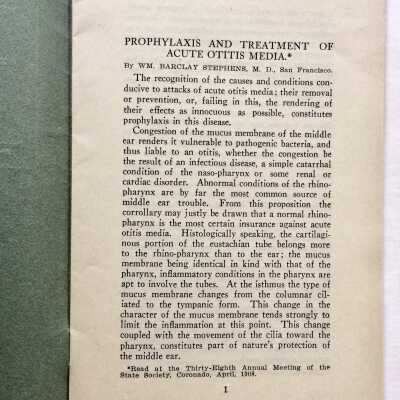 PROPHYLAXIS AND TREATMENT OF
ACUTE OTITIS MEDIA.*
By WM. BARCLAY STEPHENS, M. D., San Francisco.
The recognition of the causes and conditions con-
ducive to attacks of acute otitis media; their removal
or prevention, or, failing in this, the rendering of
their effects as innocuous as possible, constitutes
prophylaxis in this disease.
Congestion of the mucus membrane of the middle
ear renders it vulnerable to pathogenic bacteria, and
thus liable to an otitis, whether the congestion be
the result of an infectious disease, a simple catarrhal
condition of the naso-pharynx or some renal or
cardiac disorder. Abnormal conditions of the rhino-
pharynx are by far the most common source of
middle ear trouble. From this proposition the
corrollary may justly be drawn that a normal rhino-
pharynx is the most certain insurance against acute
otitis media. Histologically speaking, the cartilagi-
nous portion of the eustachian tube belongs more
to the rhino-pharynx than to the ear; the mucus
membrane being identical in kind with that of the
pharynx, inflammatory conditions in the pharynx are
apt to involve the tubes. At the isthmus the type of
mucus membrane changes from the columnar cil-
iated to the tympanic form. This change in the
character of the mucus membrane tends strongly to
limit the inflammation at this point. This change
coupled with the movement of the cilia toward the
pharynx, constitutes part of nature's protection of
the middle ear.
*Read at the Thirty-Eighth Annual Meeting of the
State Society, Coronado, April, 1908.
1